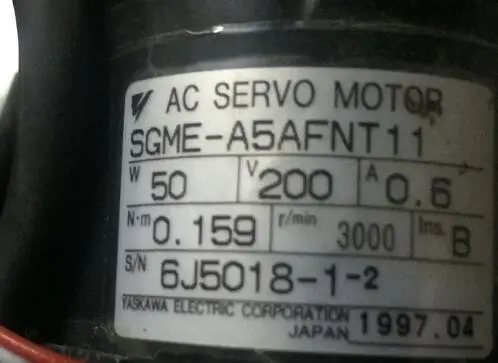 AC SERVO MOTOR
SGME-A5AFNT11
W 50 V 200 A 0.6
N·m 0.159 r/min 3000 Ins. B
S/N 6J5018-1-2
YASKAWA ELECTRIC CORPORATION
JAPAN 1997.04